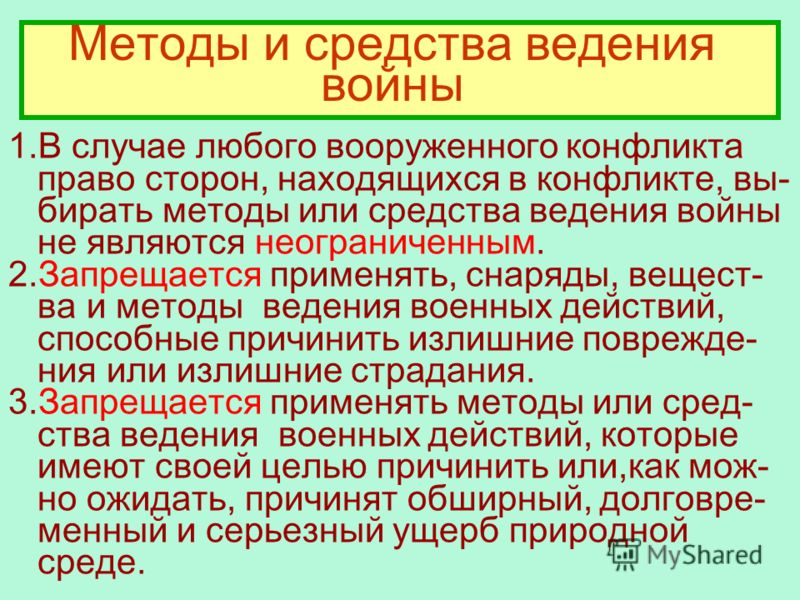 Методы и средства ведения
войны
1.В случае любого вооруженного конфликта
право сторон, находящихся в конфликте, вы-
бирать методы или средства ведения войны
не являются неограниченным.
2.Запрещается применять, снаряды, вещест-
ва и методы ведения военных действий,
способные причинить излишние поврежде-
ния или излишние страдания.
3.Запрещается применять методы или сред-
ства ведения военных действий, которые
имеют своей целью причинить или,как мож-
но ожидать, причинят обширный, долговре-
менный и серьезный ущерб природной
среде.
MyShared